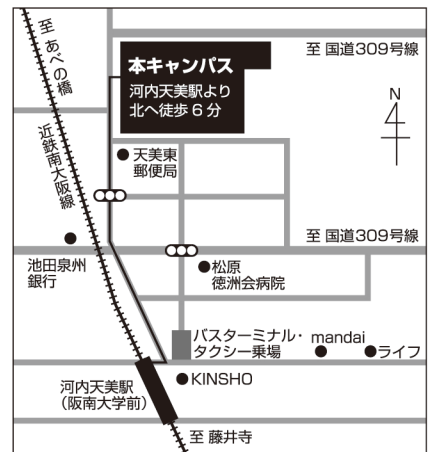 至 あべの橋
至 国道309号線
本キャンパス
河内天美駅より
北へ徒歩6分
N
近鉄南大阪線
天美東
郵便局
至 国道309号線
池田泉州
銀行
松原
徳洲会病院
バスターミナル・
タクシー乗場
mandai
ライフ
KINSHO
河内天美駅
（阪南大学前）
至 藤井寺